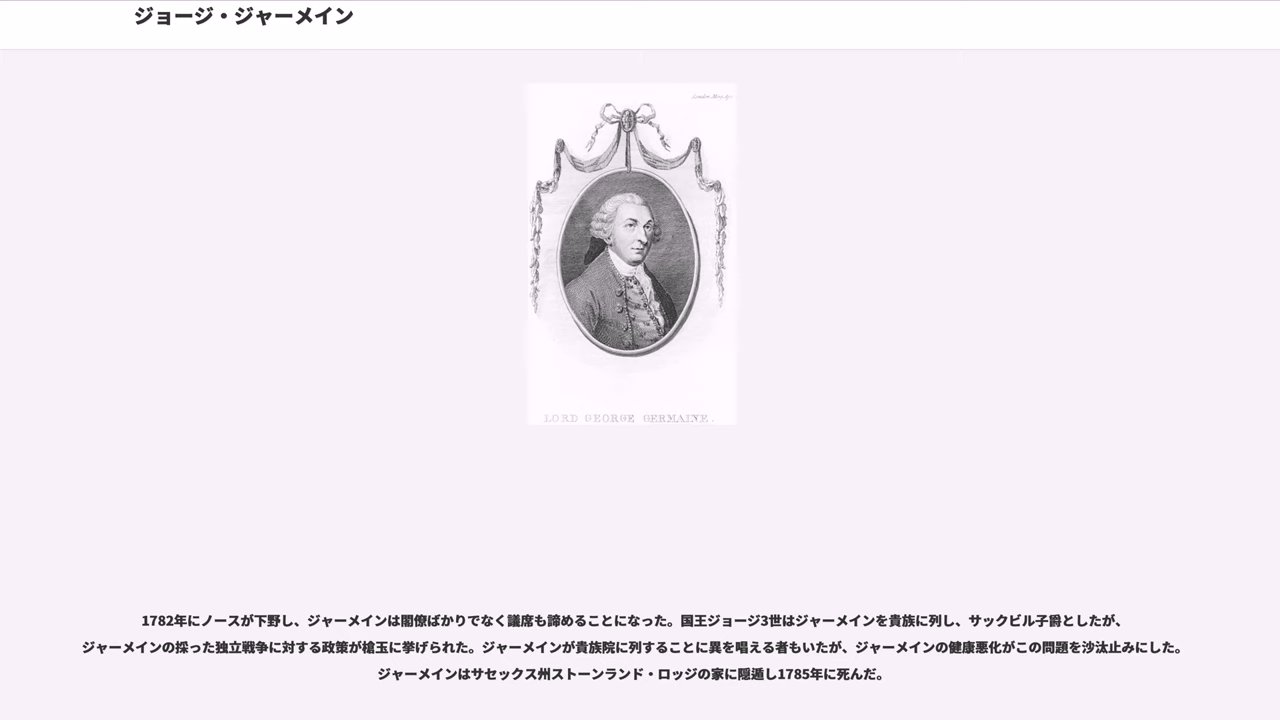 ジョージ・ジャーメイン
LORD GEORGE GERMAINE.
1782年にノースが下野し、ジャーメインは閣僚ばかりでなく議席も諦めることになった。国王ジョージ3世はジャーメインを貴族に列し、サックビル子爵としたが、
ジャーメインの採った独立戦争に対する政策が槍玉に挙げられた。ジャーメインが貴族院に列することに異を唱える者もいたが、ジャーメインの健康悪化がこの問題を沙汰止みにした。
ジャーメインはサセックス州ストーンランド・ロッジの家に隠遁し1785年に死んだ。